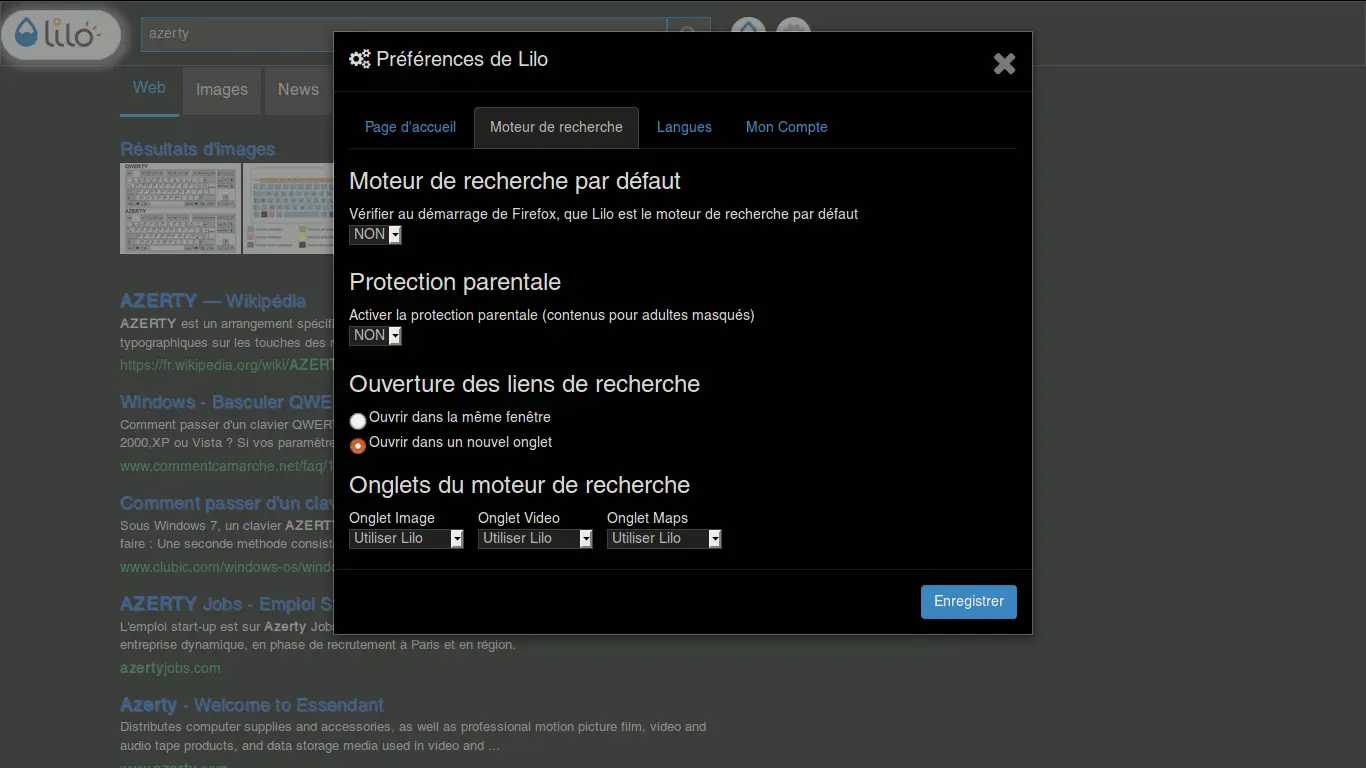 lilo
azerty
Préférences de Lilo
Web
Images
News
Page d'accueil
Moteur de recherche
Langues
Mon Compte
Résultats d'images
QWERTY
AZERTY
Moteur de recherche par défaut
Vérifier au démarrage de Firefox, que Lilo est le moteur de recherche par défaut
NON
Protection parentale
Activer la protection parentale (contenus pour adultes masqués)
NON
Ouverture des liens de recherche
Ouvrir dans la même fenêtre
Ouvrir dans un nouvel onglet
Onglets du moteur de recherche
Onglet Image
Onglet Video
Onglet Maps
Utiliser Lilo
Utiliser Lilo
Utiliser Lilo
Enregistrer
AZERTY — Wikipédia
AZERTY est un arrangement spécifi
typographiques sur les touches des
https://fr.wikipedia.org/wiki/AZERT
Windows - Basculer QWE
Comment passer d'un clavier QWERT
2000,XP ou Vista ? Si vos paramètre
www.commentcamarche.net/faq/1
Comment passer d'un clav
Sous Windows 7, un clavier AZERTY
faire : Une seconde méthode consist
www.clubic.com/windows-os/windo
AZERTY Jobs - Emploi S
L'emploi start-up est sur Azerty Jobs
entreprise dynamique, en phase de recrutement à Paris et en région.
azertyjobs.com
Azerty - Welcome to Essendant
Distributes computer supplies and accessories, as well as professional motion picture film, video and
audio tape products, and data storage media used in video and ...
www.azerty.com